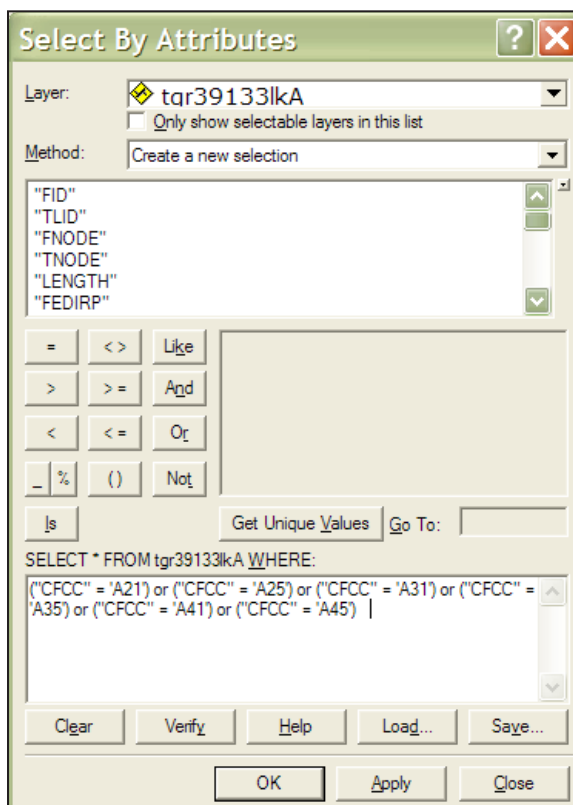 Select By Attributes
?
X
Layer:
tgr39133lkA
Only show selectable layers in this list
Method:
Create a new selection
"FID"
"TLID"
"FNODE"
"TNODE"
"LENGTH"
"FEDIRP"
= < > Like
> > = And
< < = Or
_ % ( ) Not
Is
Get Unique Values
Go To:
SELECT * FROM tgr39133lkA WHERE:
("CFCC" = 'A21') or ("CFCC" = 'A25') or ("CFCC" = 'A31') or ("CFCC" =
'A35') or ("CFCC" = 'A41') or ("CFCC" = 'A45')
Clear Verify Help Load... Save...
OK Apply Close